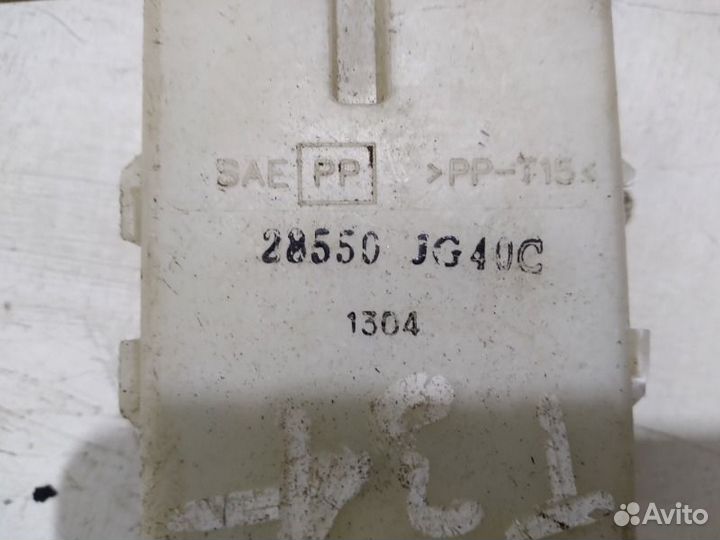 SAE PP >PP-T15<
28550 JG40C
1304
T31
Avito